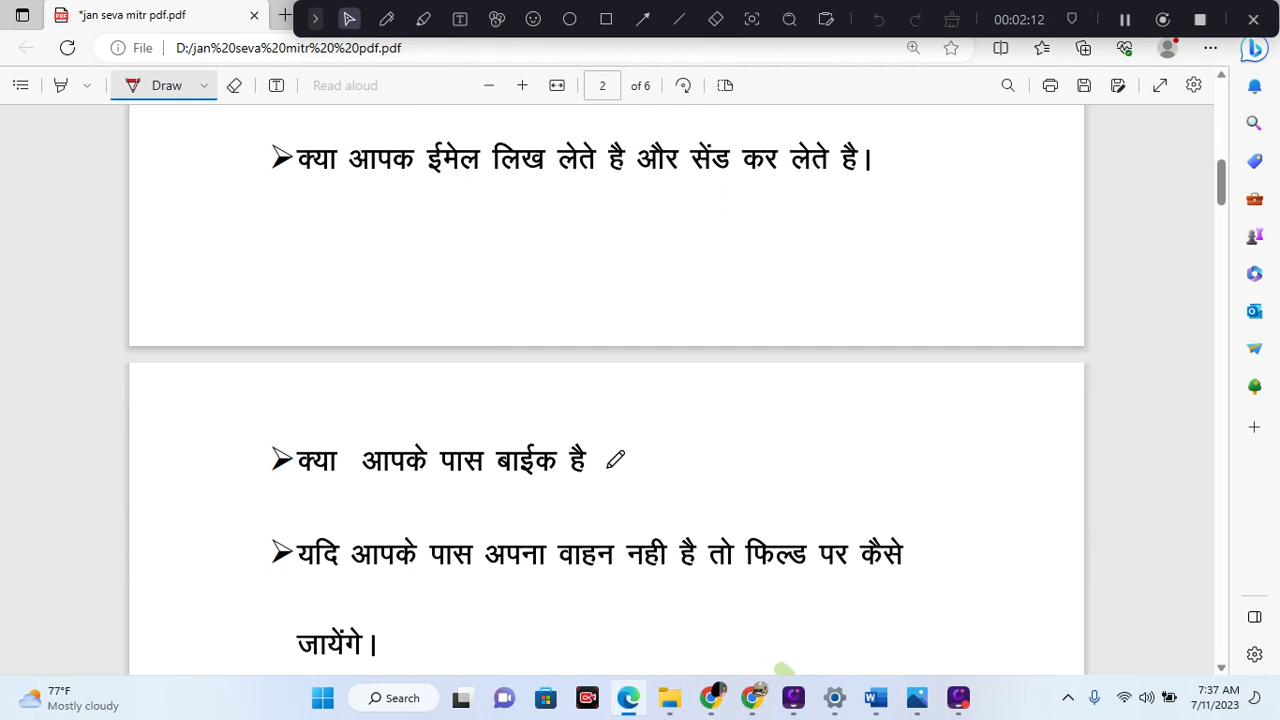 *jan seva mitr pdf.pdf
00:02:12
File D:/jan%20seva%20mitr%20%20pdf.pdf
Draw Read aloud 2 of 6
➢क्या आपक ईमेल लिख लेते है और सेंड कर लेते है।
➢क्या आपके पास बाईक है
➢यदि आपके पास अपना वाहन नही है तो फिल्ड पर कैसे
जायेंगे।
77°F
Mostly cloudy
Search
7:37 AM
7/11/2023